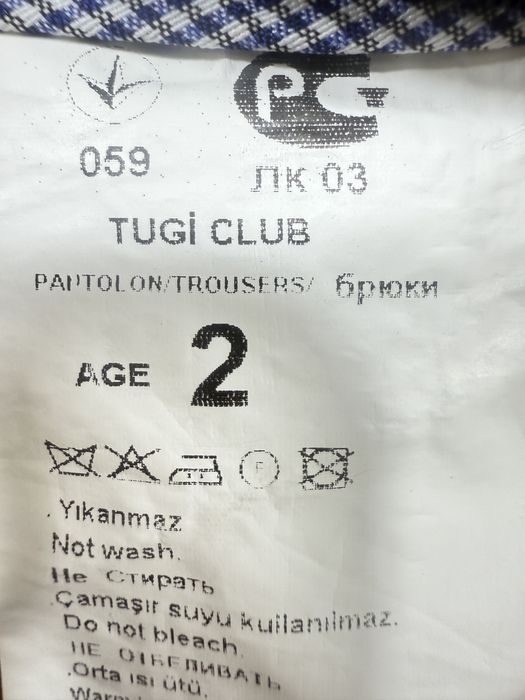 059
ЛК 03
TUGİ CLUB
PANTOLON/TROUSERS/ брюки
AGE 2
F
.Yıkanmaz
Not wash.
Не Стирать
.Çamaşır suyu kullanılmaz.
Do not bleach.
НЕ ОТБЕЛИВАТЬ
.Orta ısı ütü.